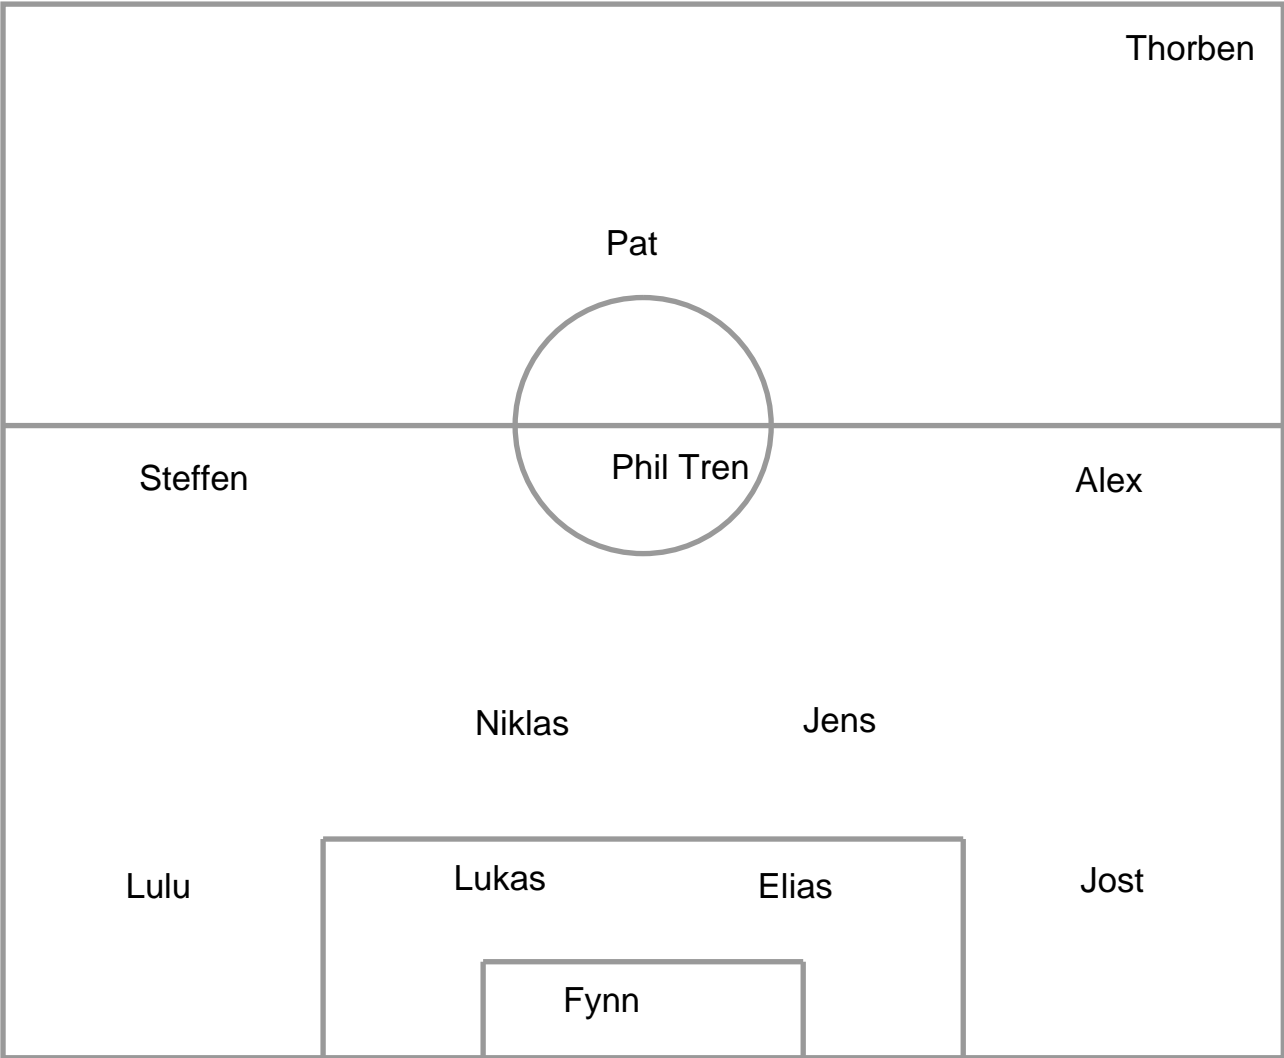 Thorben
Pat
Steffen
Phil Tren
Alex
Niklas
Jens
Lulu
Lukas
Elias
Jost
Fynn